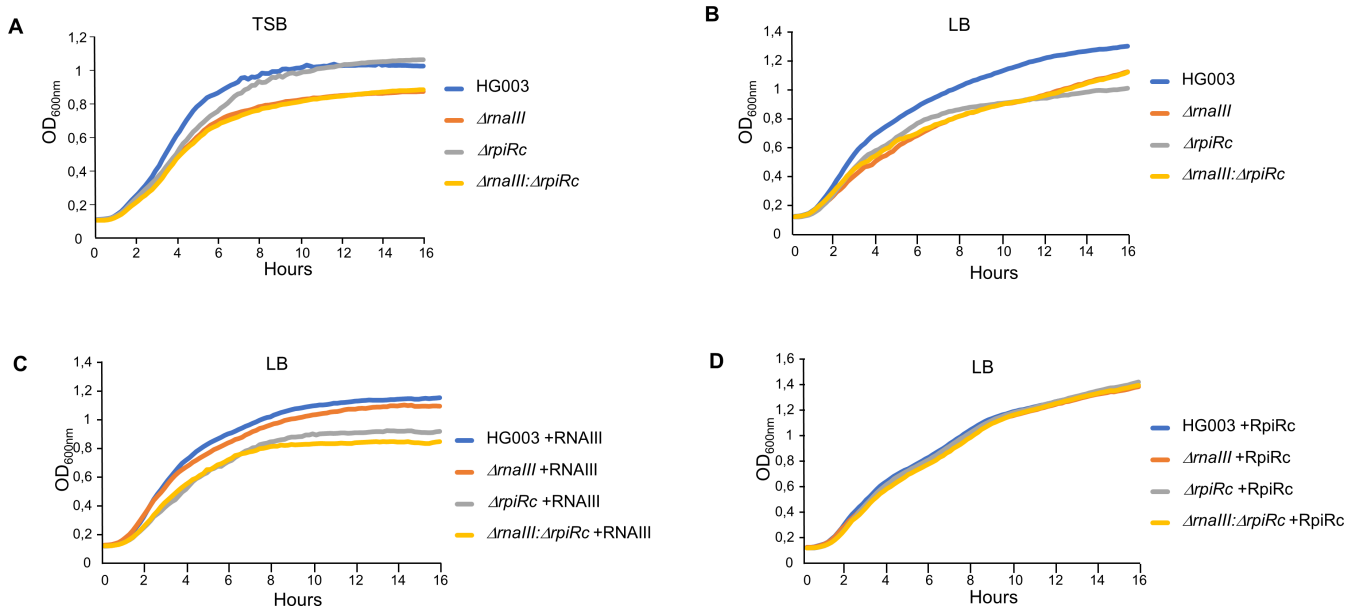 A
TSB
OD600nm
1,2
1
0,8
0,6
0,4
0,2
0
0 2 4 6 8 10 12 14 16
Hours
HG003
ΔrnaIII
ΔrpiRc
ΔrnaIII:ΔrpiRc
B
LB
OD600nm
1,4
1,2
1
0,8
0,6
0,4
0,2
0
0 2 4 6 8 10 12 14 16
Hours
HG003
ΔrnaIII
ΔrpiRc
ΔrnaIII:ΔrpiRc
C
LB
OD600nm
1,4
1,2
1
0,8
0,6
0,4
0,2
0
0 2 4 6 8 10 12 14 16
Hours
HG003 +RNAIII
ΔrnaIII +RNAIII
ΔrpiRc +RNAIII
ΔrnaIII:ΔrpiRc +RNAIII
D
LB
OD600nm
1,6
1,4
1,2
1
0,8
0,6
0,4
0,2
0
0 2 4 6 8 10 12 14 16
Hours
HG003 +RpiRc
ΔrnaIII +RpiRc
ΔrpiRc +RpiRc
ΔrnaIII:ΔrpiRc +RpiRc